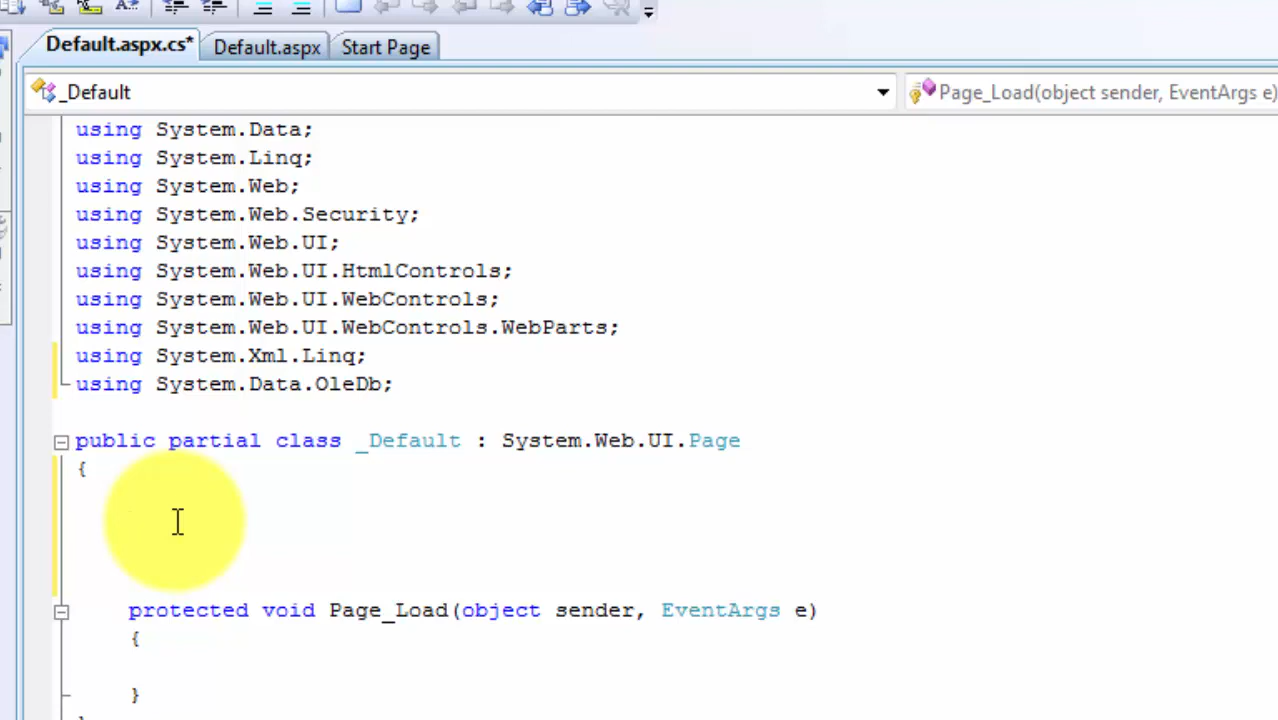 Default.aspx.cs* Default.aspx Start Page
_Default Page_Load(object sender, EventArgs e)
using System.Data;
using System.Linq;
using System.Web;
using System.Web.Security;
using System.Web.UI;
using System.Web.UI.HtmlControls;
using System.Web.UI.WebControls;
using System.Web.UI.WebControls.WebParts;
using System.Xml.Linq;
using System.Data.OleDb;
public partial class _Default : System.Web.UI.Page
{
protected void Page_Load(object sender, EventArgs e)
{
}